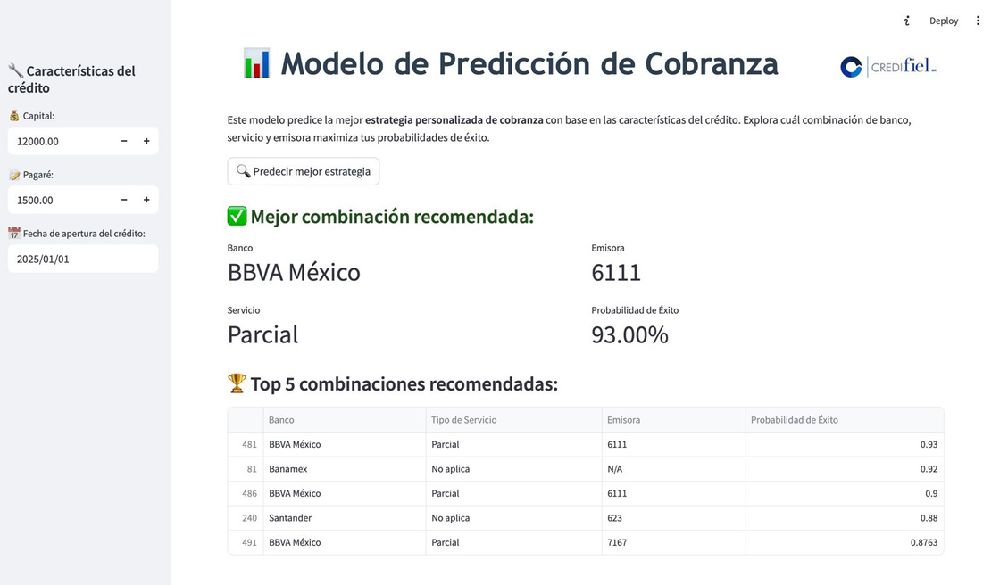 Deploy
Características del
crédito
Capital:
12000.00
Pagaré:
1500.00
Fecha de apertura del crédito:
2025/01/01
Modelo de Predicción de Cobranza
CREDIfiel
Este modelo predice la mejor estrategia personalizada de cobranza con base en las características del crédito. Explora cuál combinación de banco,
servicio y emisora maximiza tus probabilidades de éxito.
Predecir mejor estrategia
Mejor combinación recomendada:
Banco Emisora
BBVA México 6111
Servicio Probabilidad de Éxito
Parcial 93.00%
Top 5 combinaciones recomendadas:
Banco Tipo de Servicio Emisora Probabilidad de Éxito
481 BBVA México Parcial 6111 0.93
81 Banamex No aplica N/A 0.92
486 BBVA México Parcial 6111 0.9
240 Santander No aplica 623 0.88
491 BBVA México Parcial 7167 0.8763